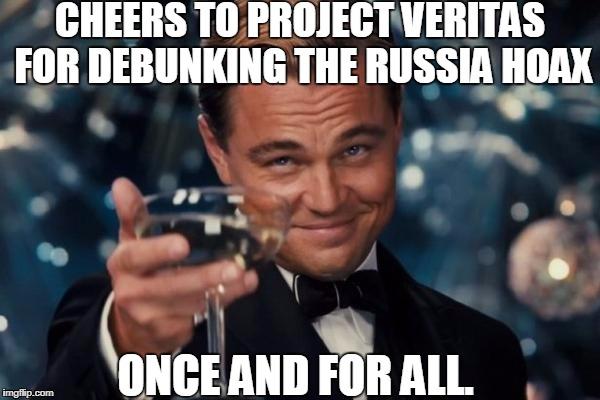 CHEERS TO PROJECT VERITAS
FOR DEBUNKING THE RUSSIA HOAX
ONCE AND FOR ALL.
imgflip.com